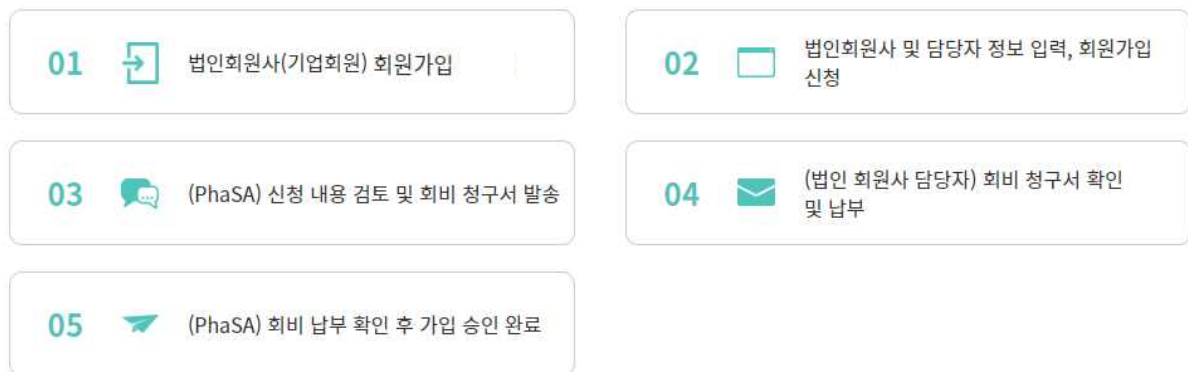 01
법인회원사(기업회원) 회원가입
02
법인회원사 및 담당자 정보 입력, 회원가입
신청
03
(PhaSA) 신청 내용 검토 및 회비 청구서 발송
04
(법인 회원사 담당자) 회비 청구서 확인
및 납부
05
(PhaSA) 회비 납부 확인 후 가입 승인 완료